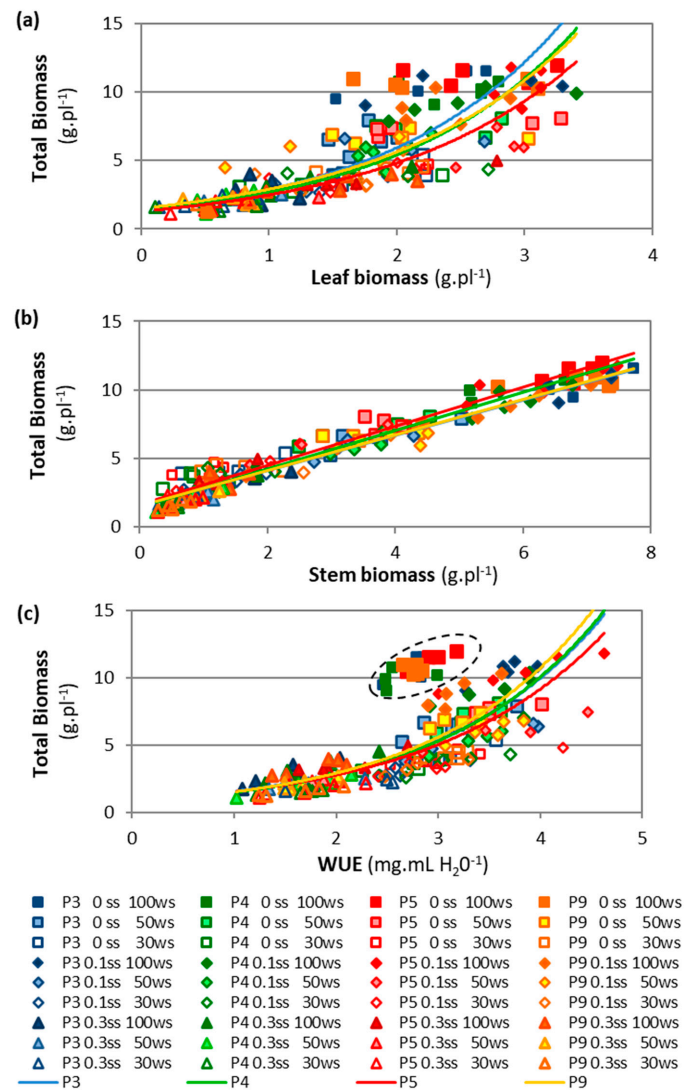 (a)
Total Biomass
(g.pl⁻¹)
15
10
5
0
0 1 2 3 4
Leaf biomass (g.pl⁻¹)
(b)
Total Biomass
(g.pl⁻¹)
15
10
5
0
0 2 4 6 8
Stem biomass (g.pl⁻¹)
(c)
Total Biomass
(g.pl⁻¹)
15
10
5
0
0 1 2 3 4 5
WUE (mg.mL H₂0⁻¹)
P3 0 ss 100ws P4 0 ss 100ws P5 0 ss 100ws P9 0 ss 100ws
P3 0 ss 50ws P4 0 ss 50ws P5 0 ss 50ws P9 0 ss 50ws
P3 0 ss 30ws P4 0 ss 30ws P5 0 ss 30ws P9 0 ss 30ws
P3 0.1ss 100ws P4 0.1ss 100ws P5 0.1ss 100ws P9 0.1ss 100ws
P3 0.1ss 50ws P4 0.1ss 50ws P5 0.1ss 50ws P9 0.1ss 50ws
P3 0.1ss 30ws P4 0.1ss 30ws P5 0.1ss 30ws P9 0.1ss 30ws
P3 0.3ss 100ws P4 0.3ss 100ws P5 0.3ss 100ws P9 0.3ss 100ws
P3 0.3ss 50ws P4 0.3ss 50ws P5 0.3ss 50ws P9 0.3ss 50ws
P3 0.3ss 30ws P4 0.3ss 30ws P5 0.3ss 30ws P9 0.3ss 30ws
P3 P4 P5 P9